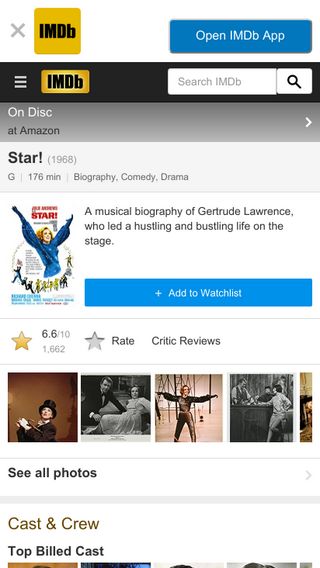 IMDb
Open IMDb App
IMDb
Search IMDb
On Disc
at Amazon
Star! (1968)
G | 176 min | Biography, Comedy, Drama
JULIE ANDREWS
STAR!
RICHARD CRENNA
A musical biography of Gertrude Lawrence,
who led a hustling and bustling life on the
stage.
+ Add to Watchlist
6.6/10
1,662
Rate
Critic Reviews
See all photos
Cast & Crew
Top Billed Cast